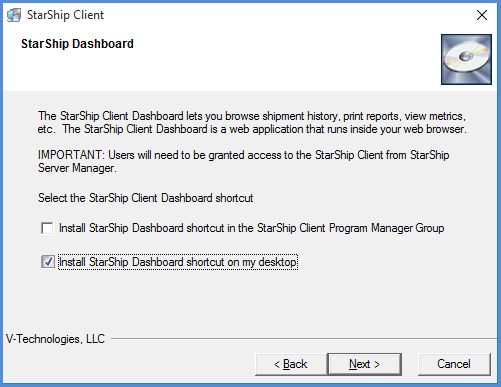 StarShip Client
StarShip Dashboard
The StarShip Client Dashboard lets you browse shipment history, print reports, view metrics,
etc.  The StarShip Client Dashboard is a web application that runs inside your web browser.
IMPORTANT:  Users will need to be granted access to the StarShip Client from StarShip
Server Manager.
Select the StarShip Client Dashboard shortcut
Install StarShip Dashboard shortcut in the StarShip Client Program Manager Group
Install StarShip Dashboard shortcut on my desktop
V-Technologies, LLC
< Back
Next >
Cancel